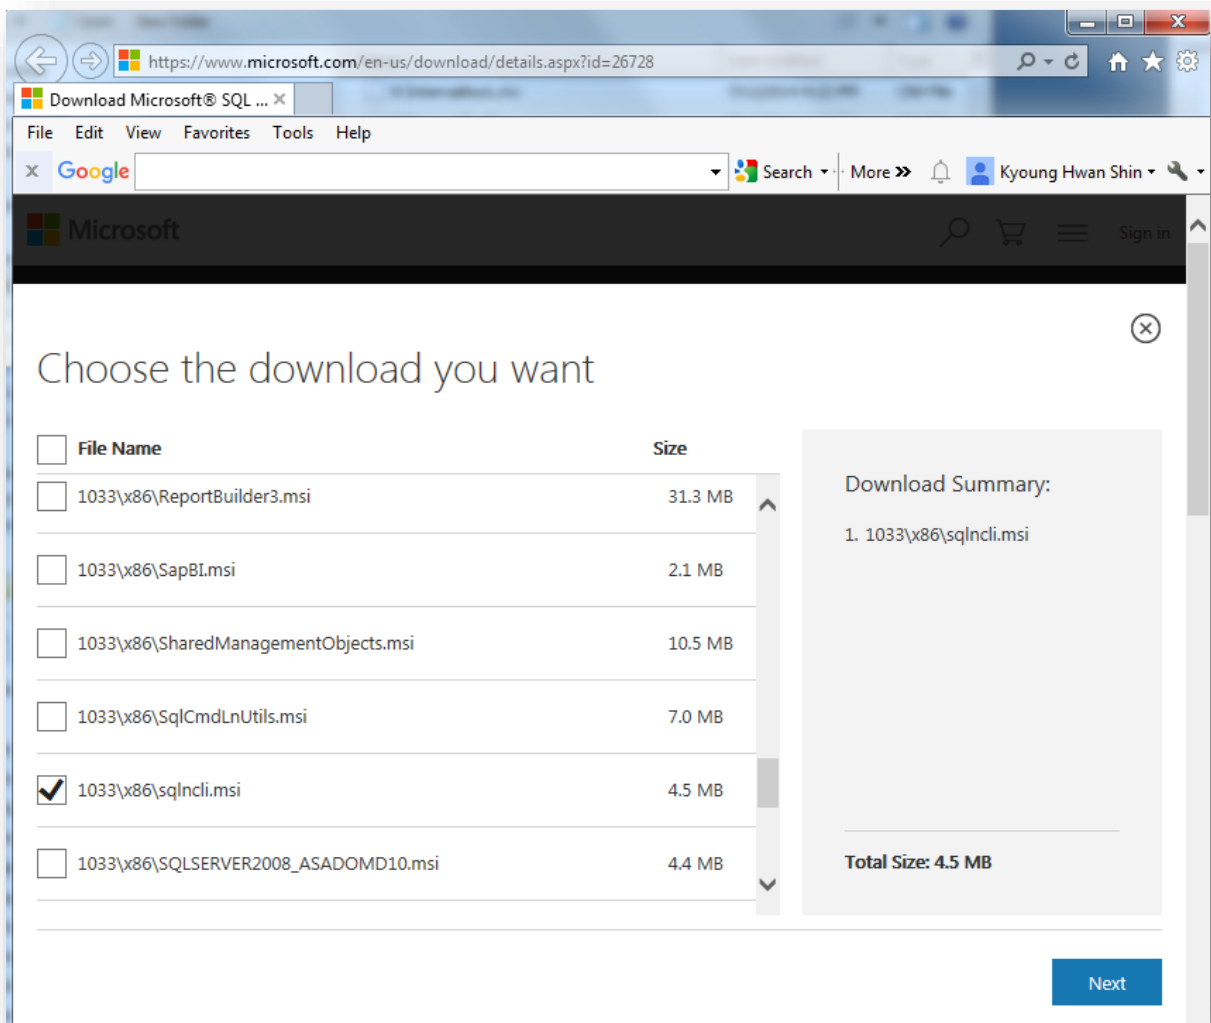 https://www.microsoft.com/en-us/download/details.aspx?id=26728
Download Microsoft® SQL ...
File Edit View Favorites Tools Help
x Google Search More Kyoung Hwan Shin
Microsoft Sign in
Choose the download you want
File Name Size
1033\x86\ReportBuilder3.msi 31.3 MB
1033\x86\SapBI.msi 2.1 MB
1033\x86\SharedManagementObjects.msi 10.5 MB
1033\x86\SqlCmdLnUtils.msi 7.0 MB
1033\x86\sqlncli.msi 4.5 MB
1033\x86\SQLSERVER2008_ASADOMD10.msi 4.4 MB
Download Summary:
1. 1033\x86\sqlncli.msi
Total Size: 4.5 MB
Next